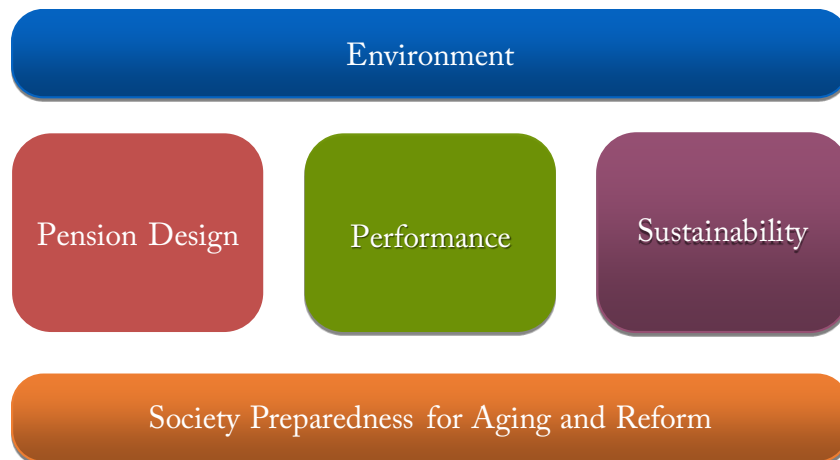 Environment
Pension Design
Performance
Sustainability
Society Preparedness for Aging and Reform